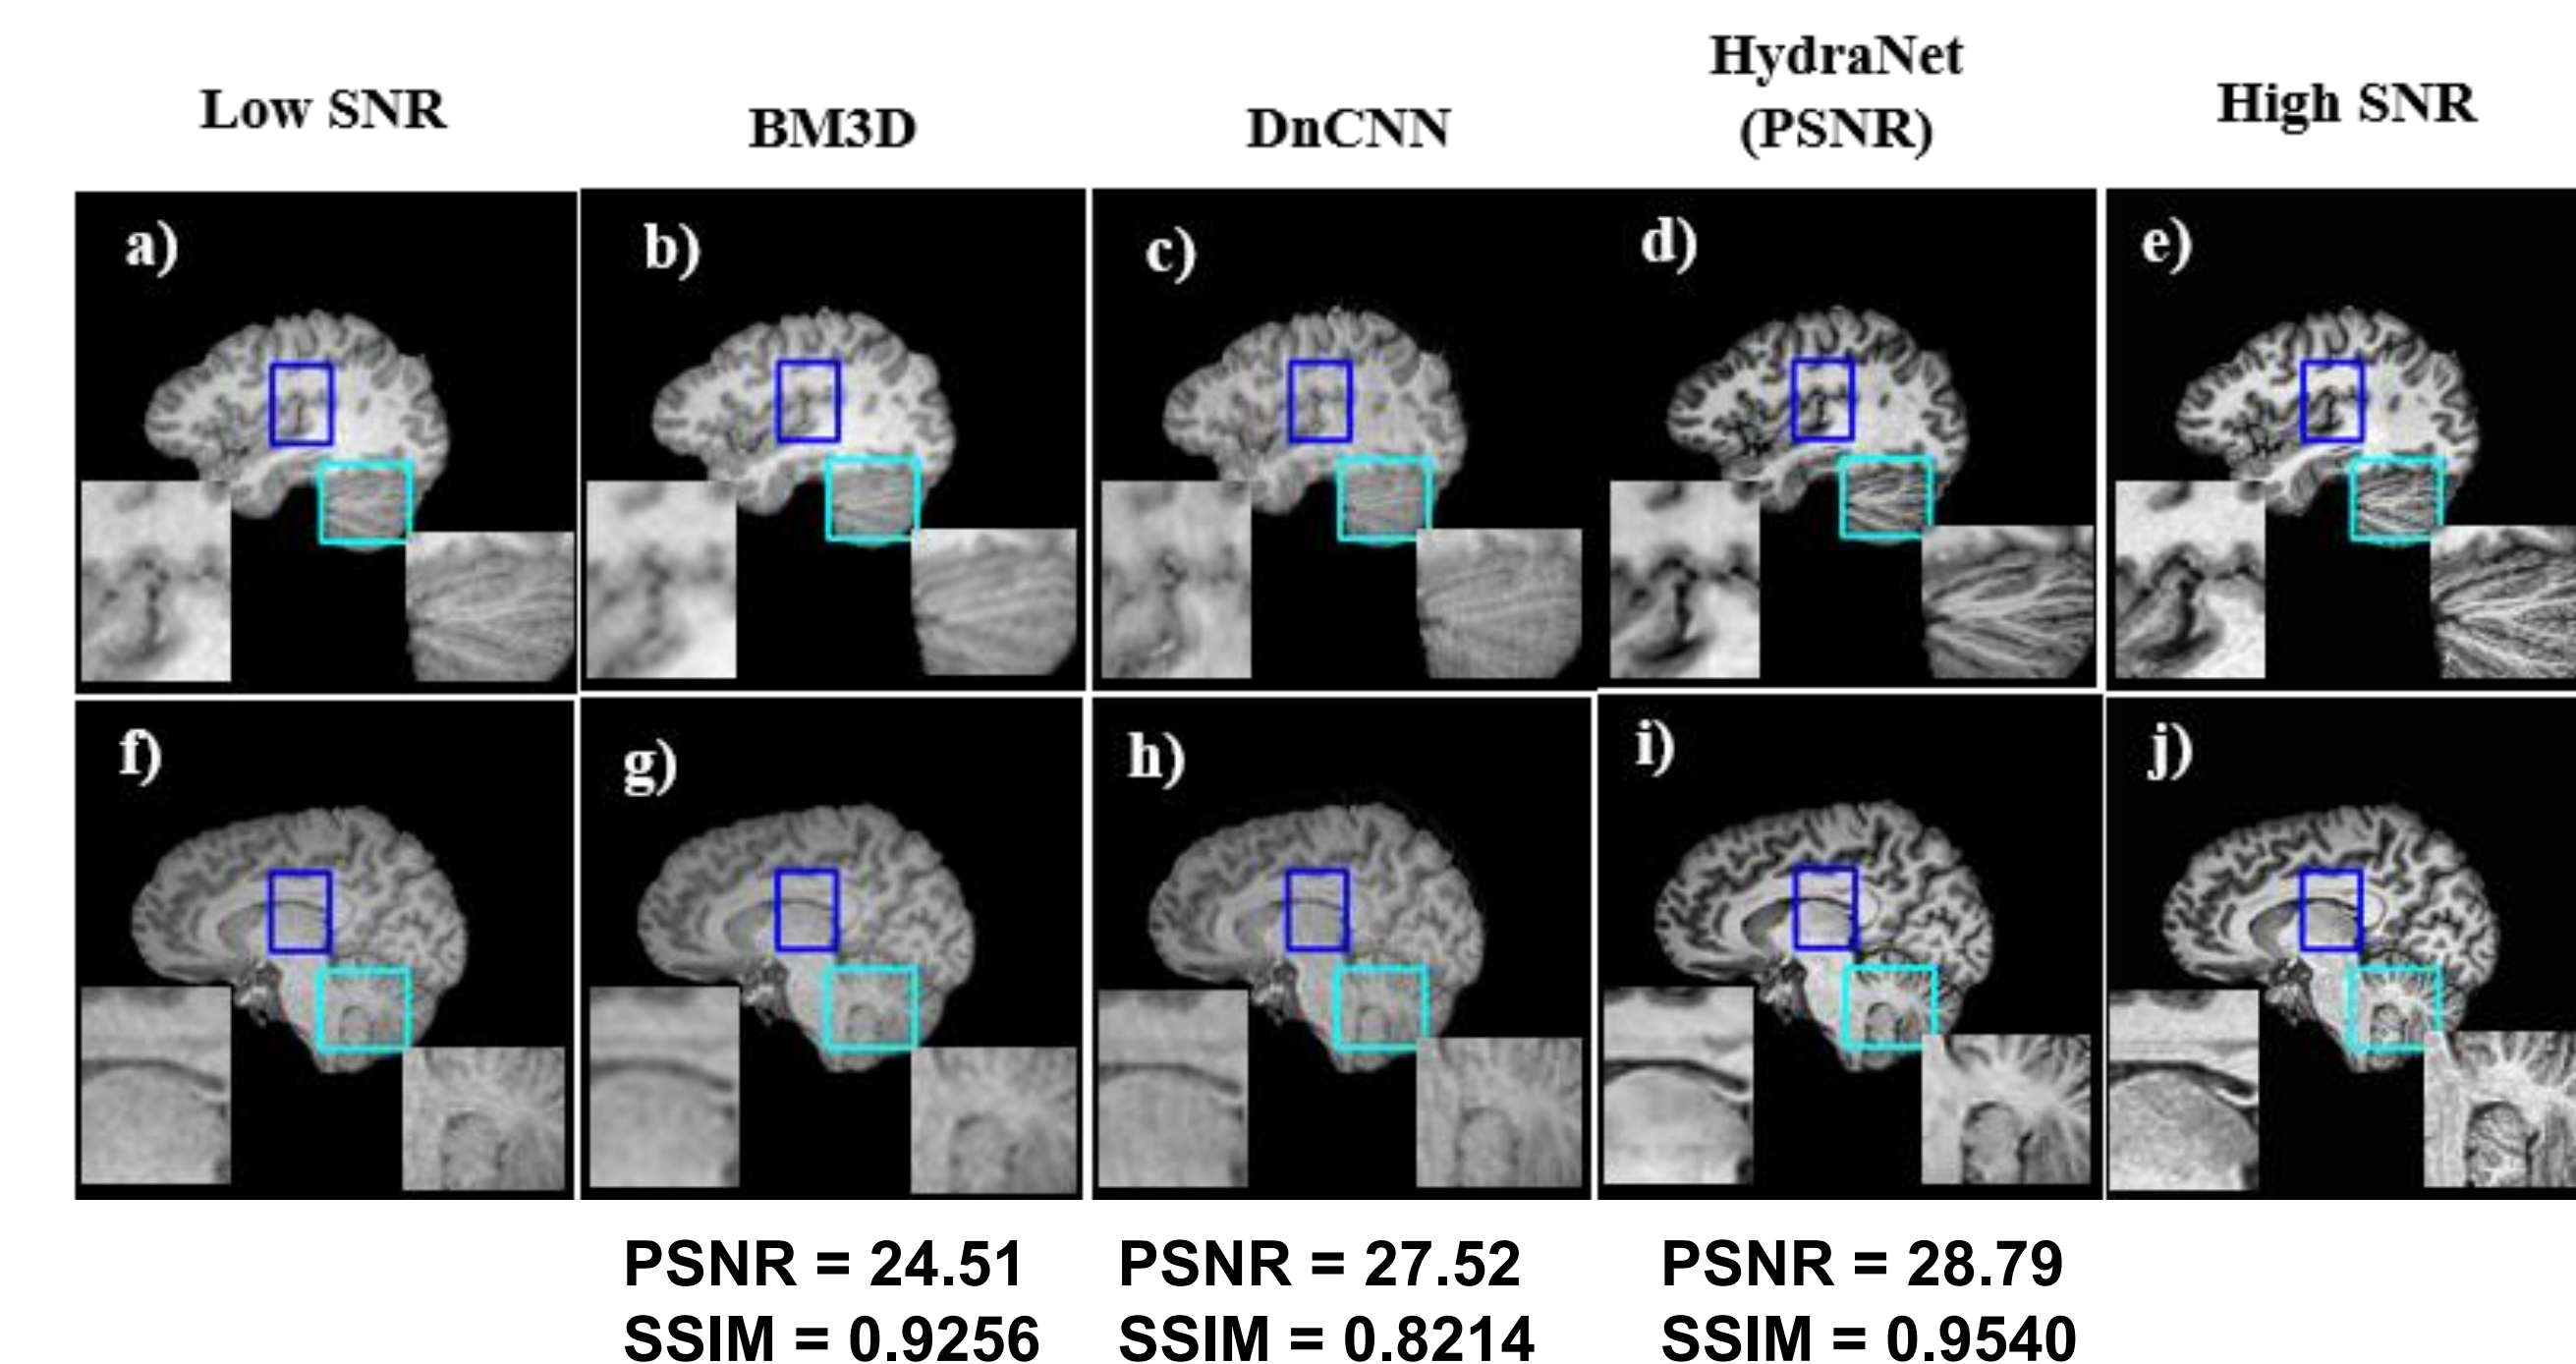 Low SNR
BM3D
DnCNN
HydraNet
(PSNR)
High SNR
a)
b)
c)
d)
e)
f)
g)
h)
i)
j)
PSNR = 24.51
SSIM = 0.9256
PSNR = 27.52
SSIM = 0.8214
PSNR = 28.79
SSIM = 0.9540